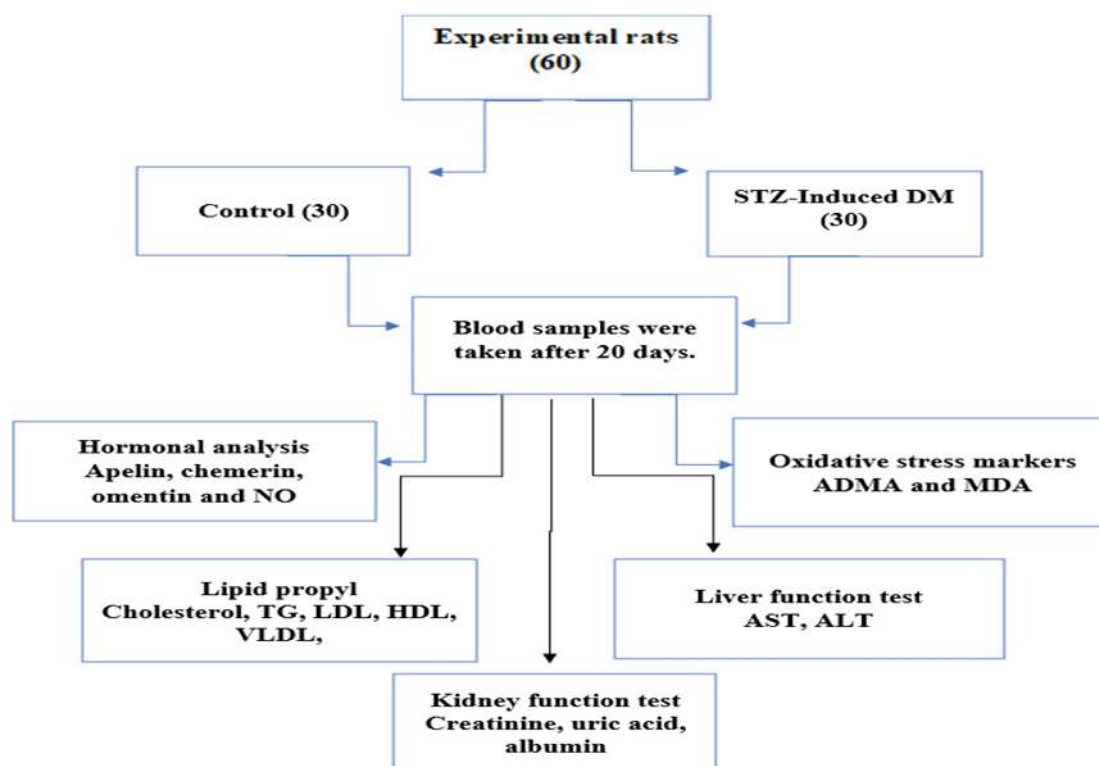 Experimental rats
(60)
Control (30)
STZ-Induced DM
(30)
Blood samples were
taken after 20 days.
Hormonal analysis
Apelin, chemerin,
omentin and NO
Oxidative stress markers
ADMA and MDA
Lipid propyl
Cholesterol, TG, LDL, HDL,
VLDL,
Liver function test
AST, ALT
Kidney function test
Creatinine, uric acid,
albumin